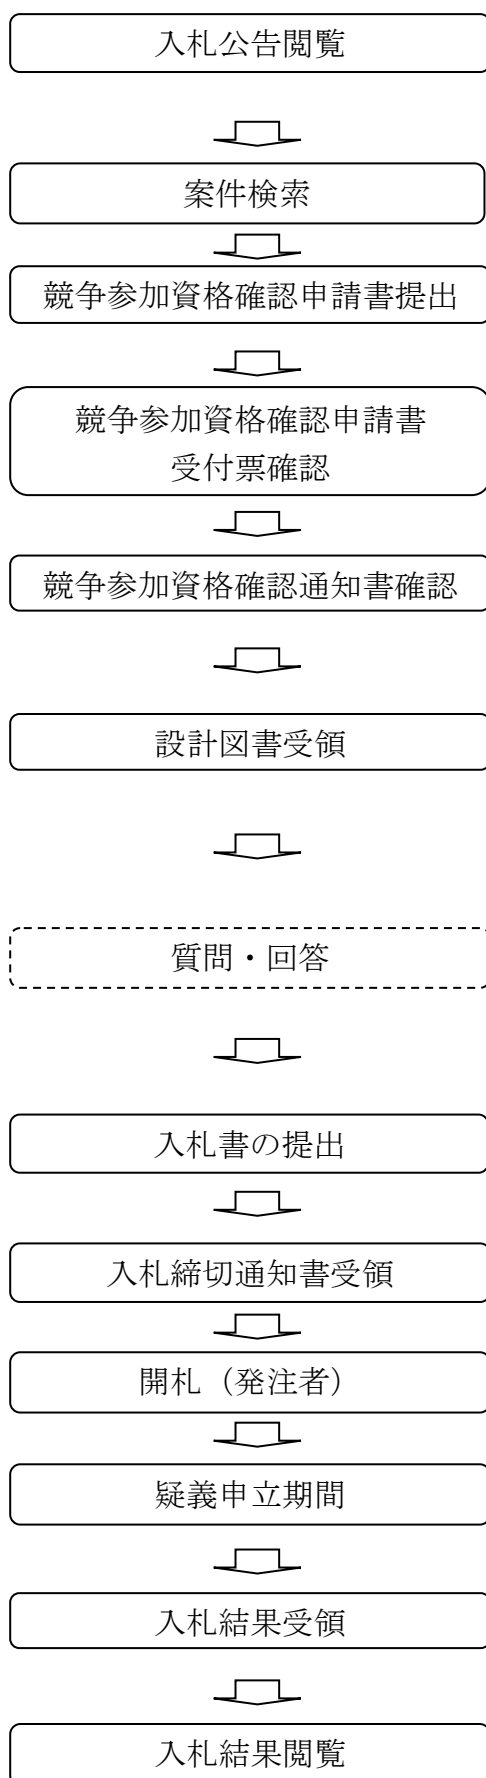 入札公告閲覧
案件検索
競争参加資格確認申請書提出
競争参加資格確認申請書
受付票確認
競争参加資格確認通知書確認
設計図書受領
質問・回答
入札書の提出
入札締切通知書受領
開札（発注者）
疑義申立期間
入札結果受領
入札結果閲覧